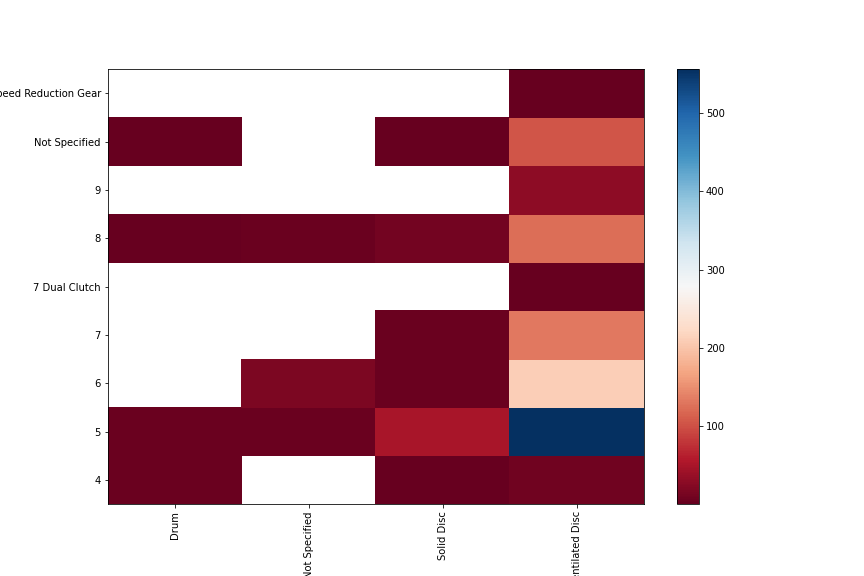 peed Reduction Gear
Not Specified
9
8
7 Dual Clutch
7
6
5
4
Drum
Not Specified
Solid Disc
entilated Disc
500
400
300
200
100